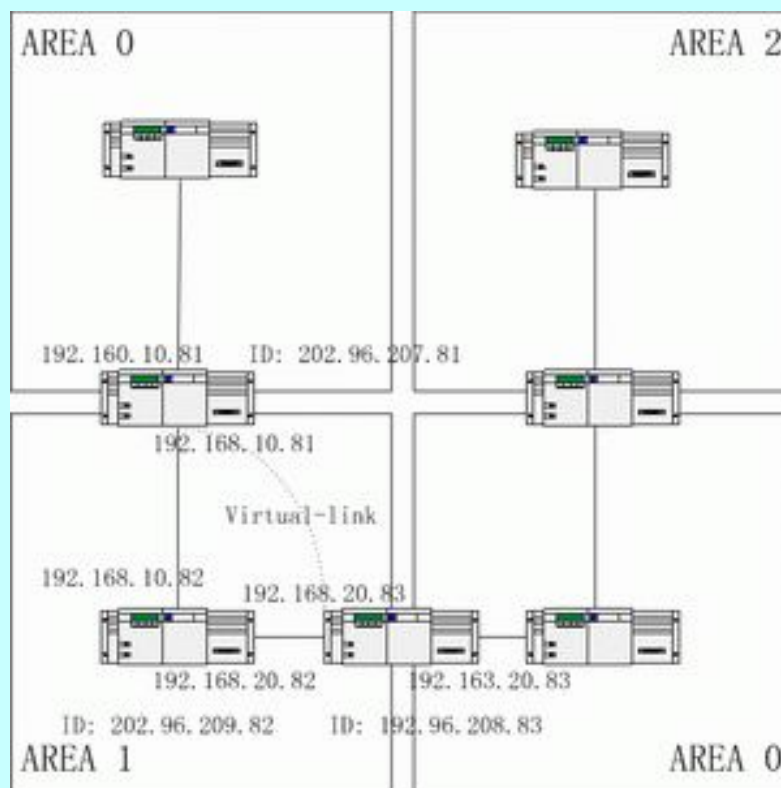 AREA 0
AREA 2
192.160.10.81 ID: 202.96.207.81
192.168.10.81
Virtual-link
192.168.10.82
192.168.20.83
192.168.20.82
192.163.20.83
ID: 202.96.209.82
ID: 192.96.208.83
AREA 1
AREA 0